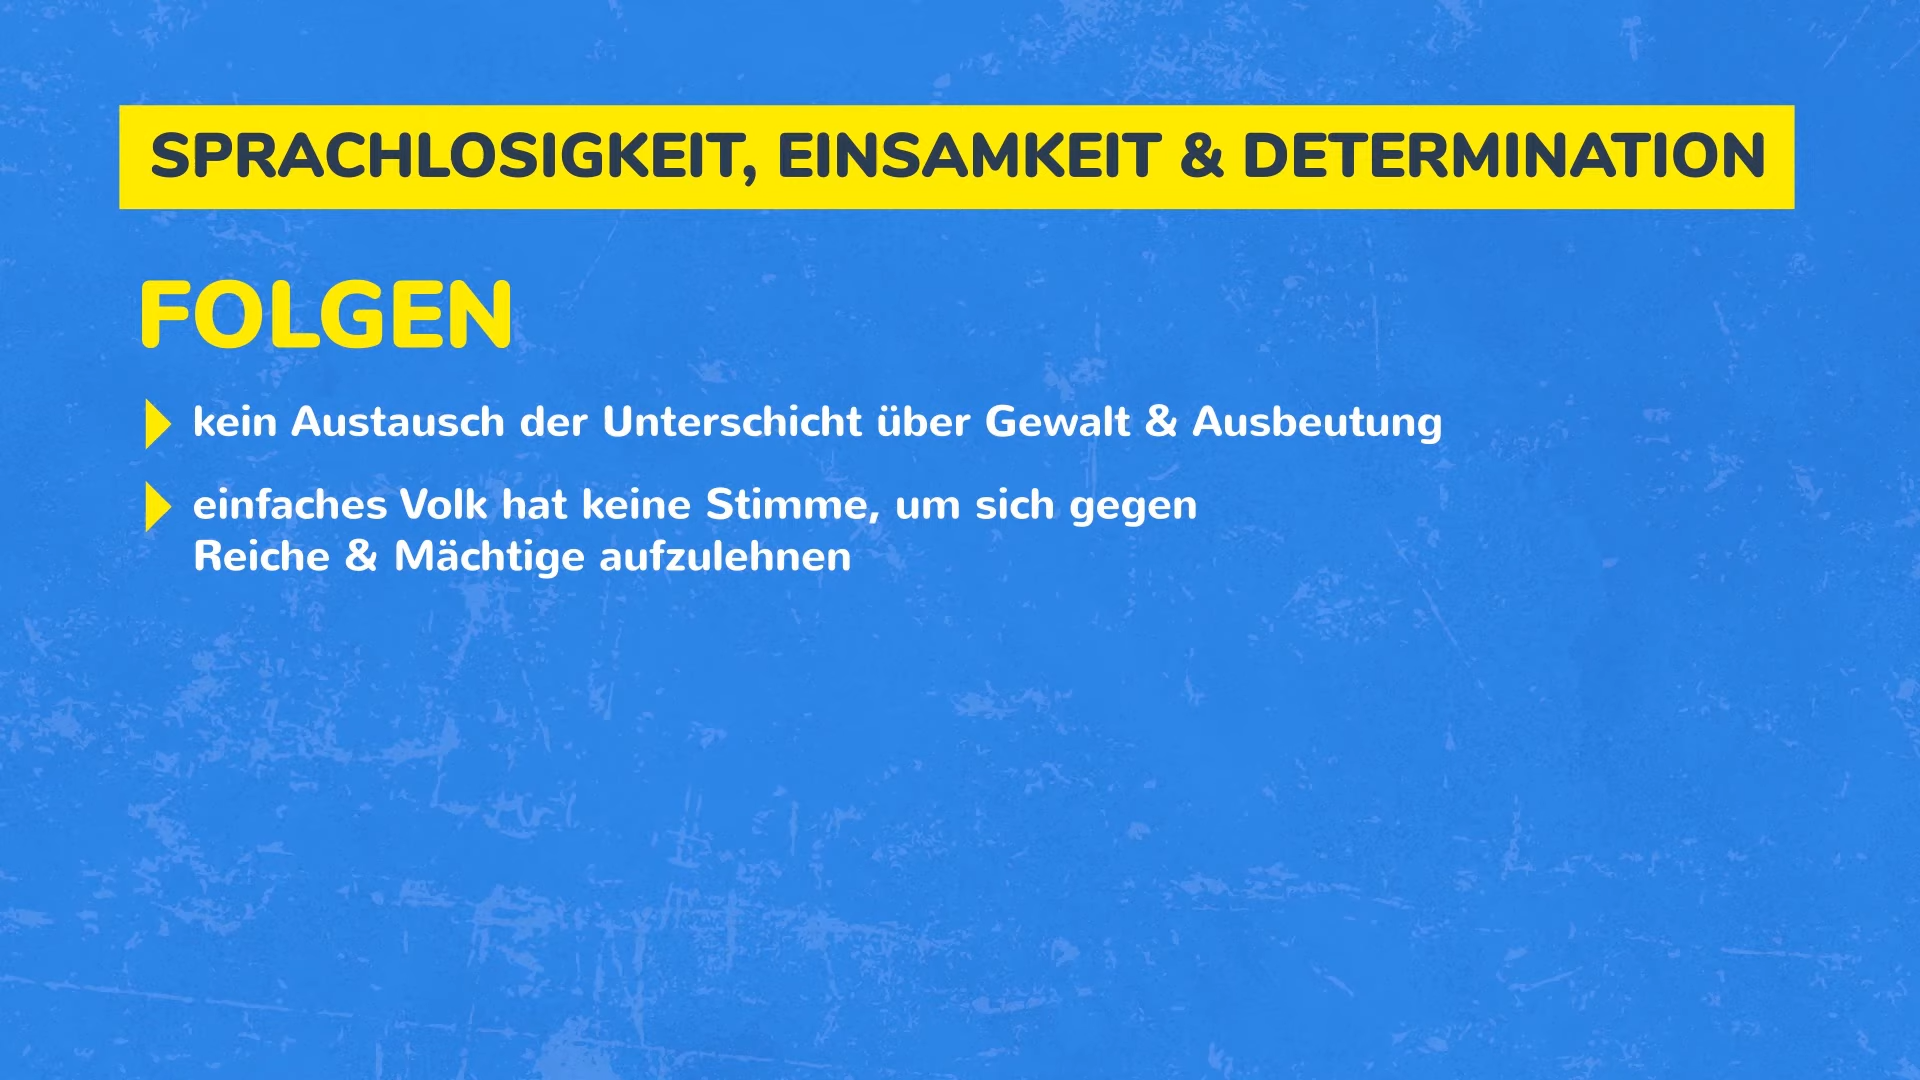 SPRACHLOSIGKEIT, EINSAMKEIT & DETERMINATION
FOLGEN
kein Austausch der Unterschicht über Gewalt & Ausbeutung
einfaches Volk hat keine Stimme, um sich gegen
Reiche & Mächtige aufzulehnen